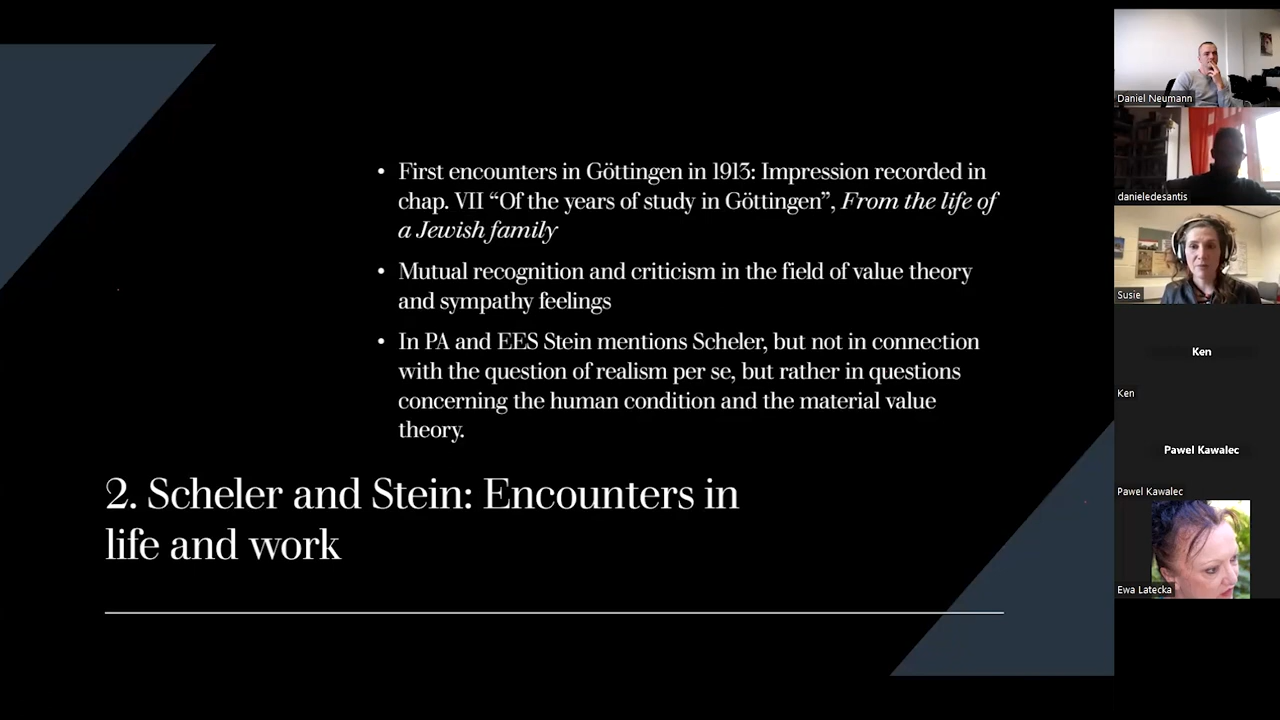 • First encounters in Göttingen in 1913: Impression recorded in
chap. VII “Of the years of study in Göttingen”, From the life of
a Jewish family
• Mutual recognition and criticism in the field of value theory
and sympathy feelings
• In PA and EES Stein mentions Scheler, but not in connection
with the question of realism per se, but rather in questions
concerning the human condition and the material value
theory.
2. Scheler and Stein: Encounters in
life and work
Daniel Neumann
danieledesantis
Susie
Ken
Ken
Pawel Kawalec
Pawel Kawalec
Ewa Latecka